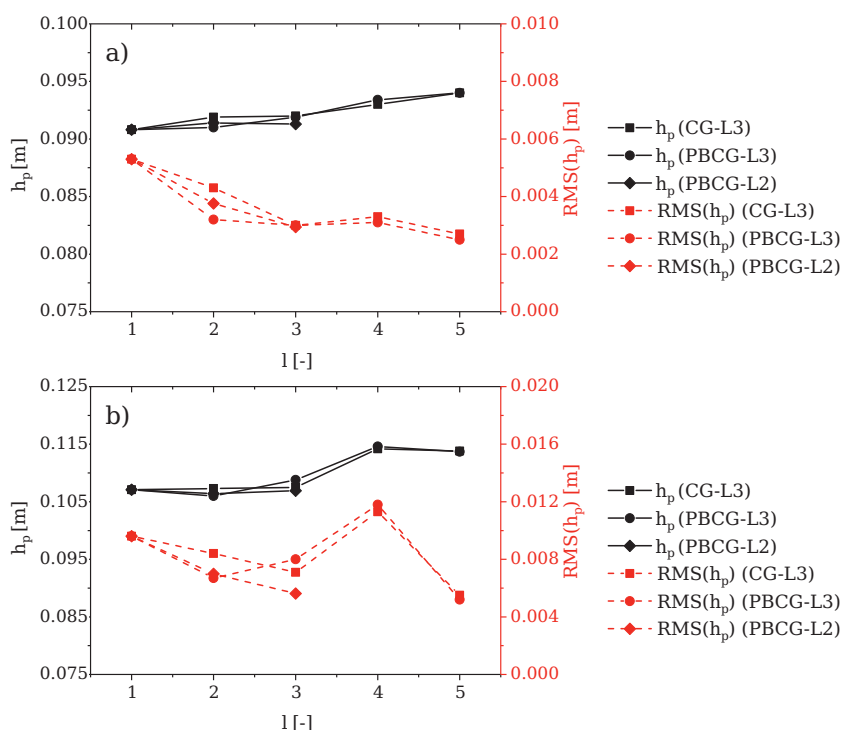 a)
0.100
0.095
0.090
0.085
0.080
0.075
h_p [m]
0.010
0.008
0.006
0.004
0.002
0.000
RMS(h_p) [m]
1 2 3 4 5
l [-]
h_p (CG-L3)
h_p (PBCG-L3)
h_p (PBCG-L2)
RMS(h_p) (CG-L3)
RMS(h_p) (PBCG-L3)
RMS(h_p) (PBCG-L2)
b)
0.125
0.115
0.105
0.095
0.085
0.075
h_p [m]
0.020
0.016
0.012
0.008
0.004
0.000
RMS(h_p) [m]
1 2 3 4 5
l [-]
h_p (CG-L3)
h_p (PBCG-L3)
h_p (PBCG-L2)
RMS(h_p) (CG-L3)
RMS(h_p) (PBCG-L3)
RMS(h_p) (PBCG-L2)